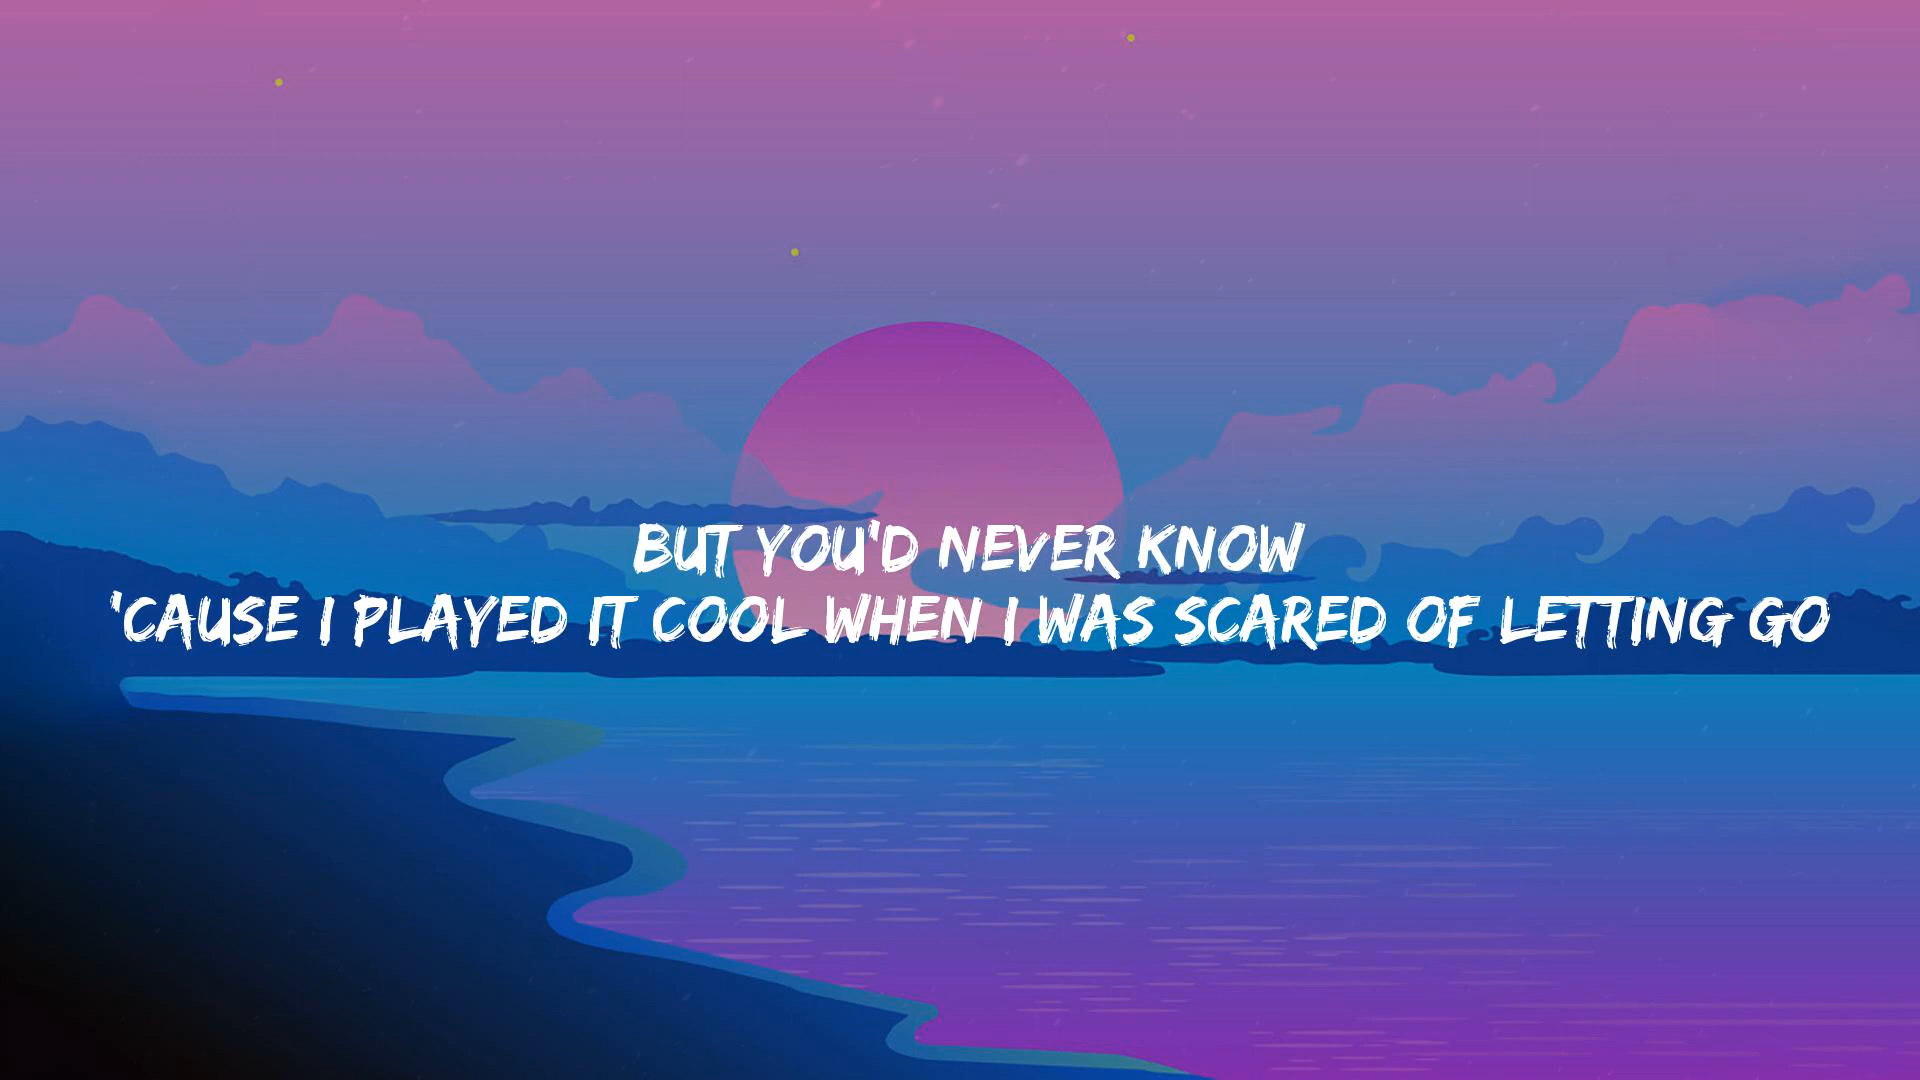 BUT YOU'D NEVER KNOW
'CAUSE I PLAYED IT COOL WHEN I WAS SCARED OF LETTING GO